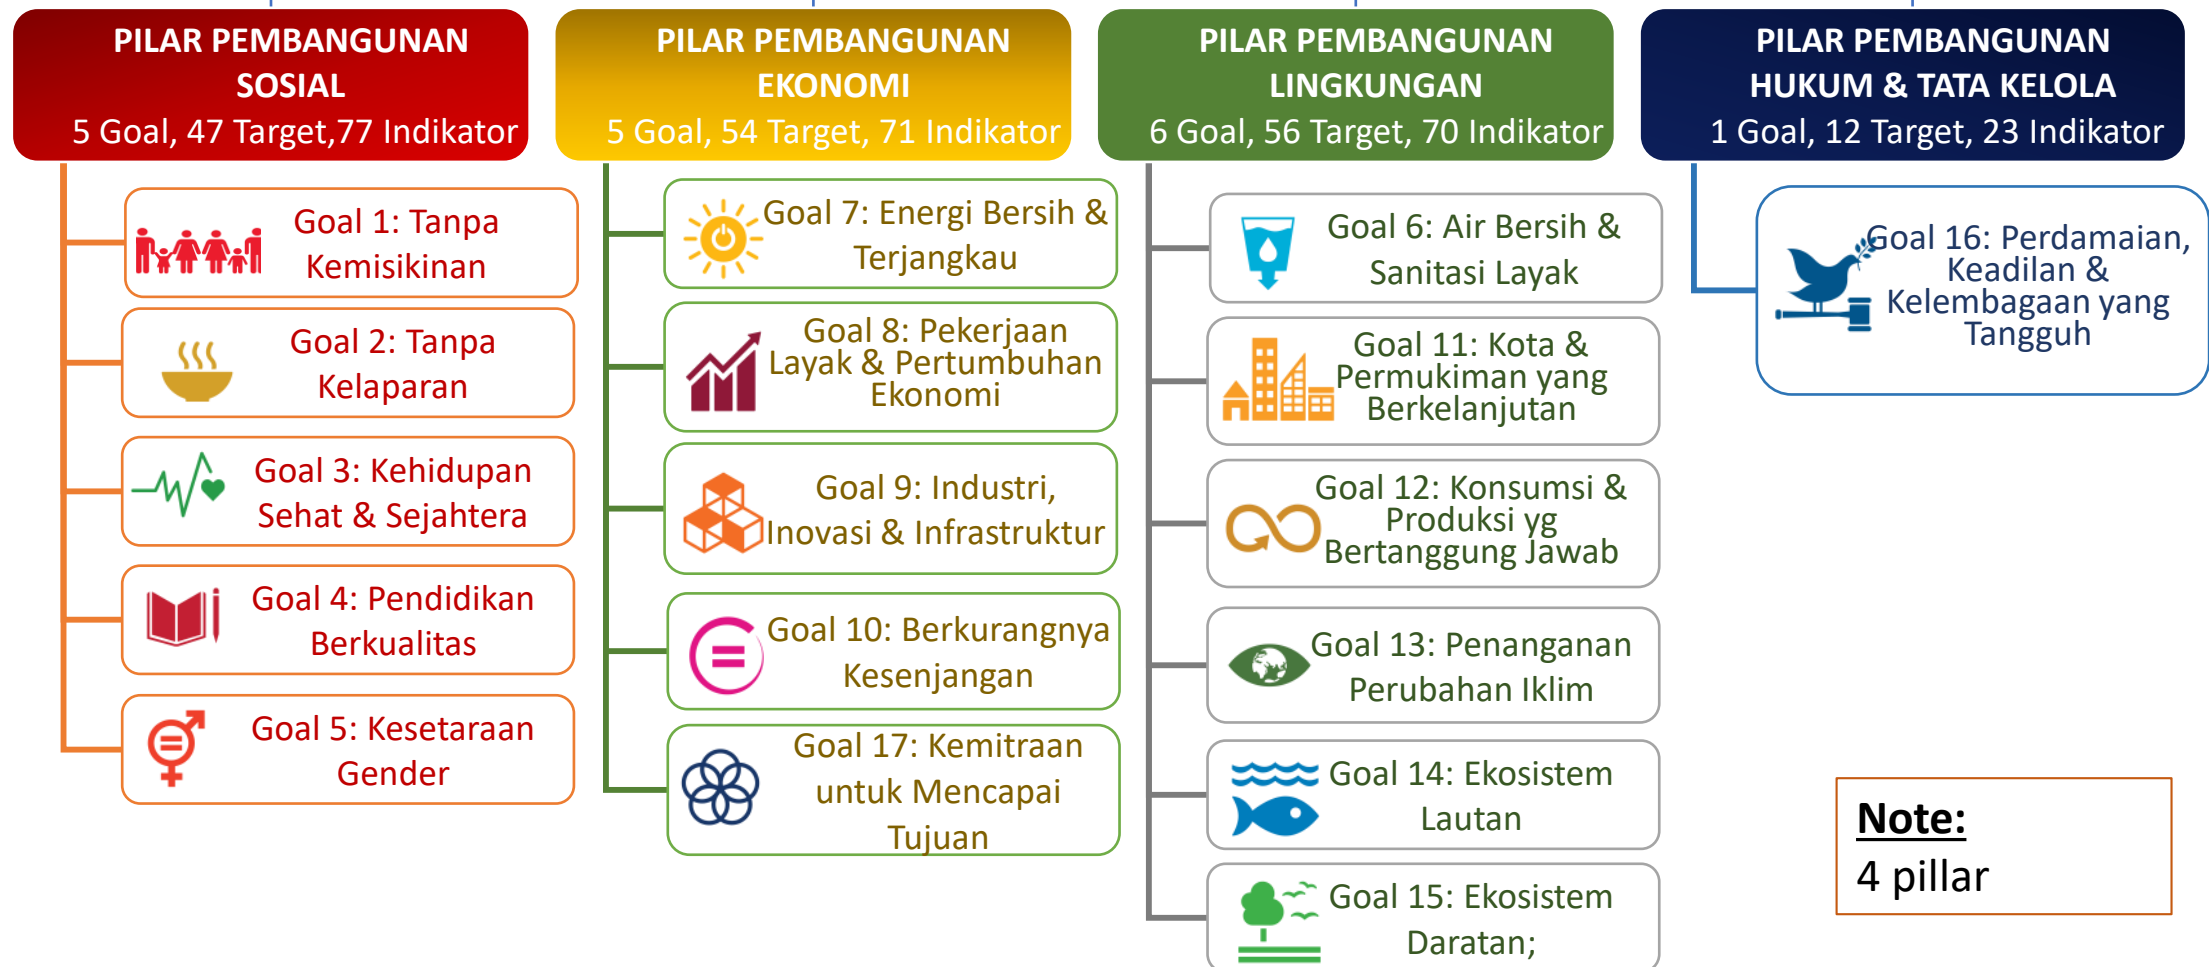 PILAR PEMBANGUNAN
SOSIAL
5 Goal, 47 Target,77 Indikator
Goal 1: Tanpa
Kemisikinan
Goal 2: Tanpa
Kelaparan
Goal 3: Kehidupan
Sehat & Sejahtera
Goal 4: Pendidikan
Berkualitas
Goal 5: Kesetaraan
Gender
PILAR PEMBANGUNAN
EKONOMI
5 Goal, 54 Target, 71 Indikator
Goal 7: Energi Bersih &
Terjangkau
Goal 8: Pekerjaan
Layak & Pertumbuhan
Ekonomi
Goal 9: Industri,
Inovasi & Infrastruktur
Goal 10: Berkurangnya
Kesenjangan
Goal 17: Kemitraan
untuk Mencapai
Tujuan
PILAR PEMBANGUNAN
LINGKUNGAN
6 Goal, 56 Target, 70 Indikator
Goal 6: Air Bersih &
Sanitasi Layak
Goal 11: Kota &
Permukiman yang
Berkelanjutan
Goal 12: Konsumsi &
Produksi yg
Bertanggung Jawab
Goal 13: Penanganan
Perubahan Iklim
Goal 14: Ekosistem
Lautan
Goal 15: Ekosistem
Daratan;
PILAR PEMBANGUNAN
HUKUM & TATA KELOLA
1 Goal, 12 Target, 23 Indikator
Goal 16: Perdamaian,
Keadilan &
Kelembagaan yang
Tangguh
Note:
4 pillar